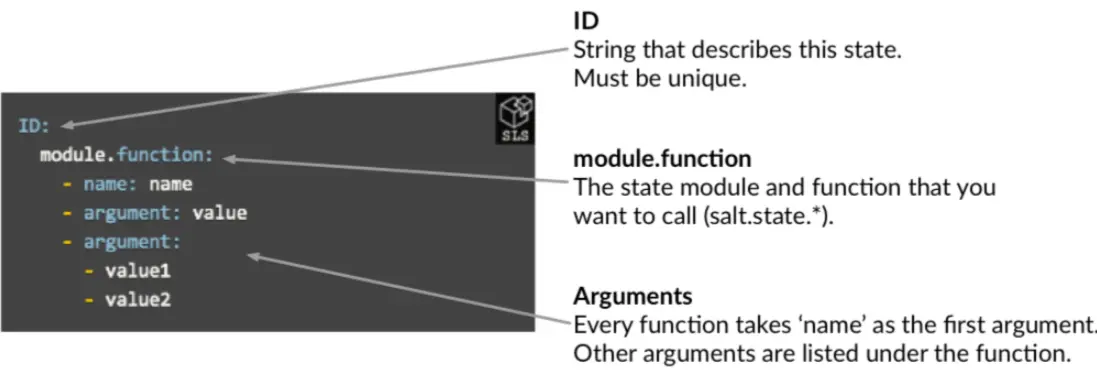 ID
String that describes this state.
Must be unique.
SLS
ID:
module.function:
- name: name
- argument: value
- argument:
- value1
- value2
module.function
The state module and function that you
want to call (salt.state.*).
Arguments
Every function takes ‘name’ as the first argument.
Other arguments are listed under the function.